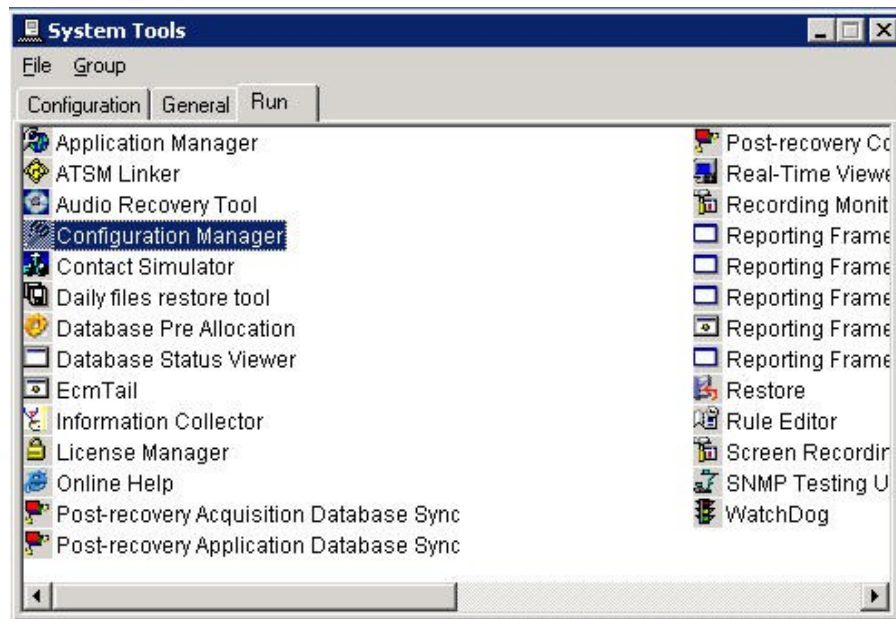 System Tools
File Group
Configuration General Run
Application Manager
ATSM Linker
Audio Recovery Tool
Configuration Manager
Contact Simulator
Daily files restore tool
Database Pre Allocation
Database Status Viewer
EcmTail
Information Collector
License Manager
Online Help
Post-recovery Acquisition Database Sync
Post-recovery Application Database Sync
Post-recovery Co
Real-Time Viewe
Recording Monit
Reporting Frame
Reporting Frame
Reporting Frame
Reporting Frame
Reporting Frame
Restore
Rule Editor
Screen Recordin
SNMP Testing U
WatchDog